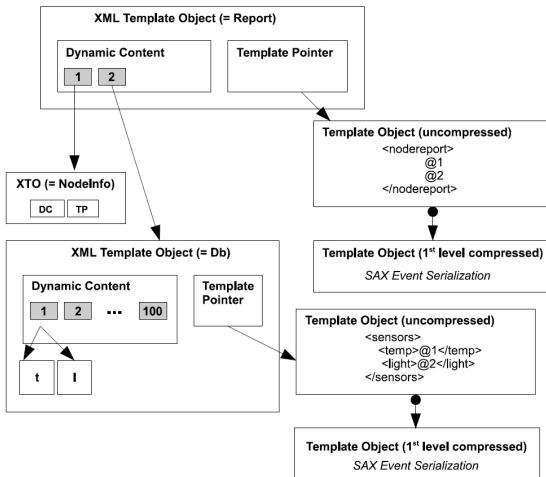 XML Template Object (= Report)
Dynamic Content
1 2
Template Pointer
Template Object (uncompressed)
<nodereport>
@1
@2
</nodereport>
XTO (= NodeInfo)
DC TP
Template Object (1st level compressed)
SAX Event Serialization
XML Template Object (= Db)
Dynamic Content
1 2 ... 100
Template
Pointer
t l
Template Object (uncompressed)
<sensors>
<temp>@1</temp>
<light>@2</light>
</sensors>
Template Object (1st level compressed)
SAX Event Serialization